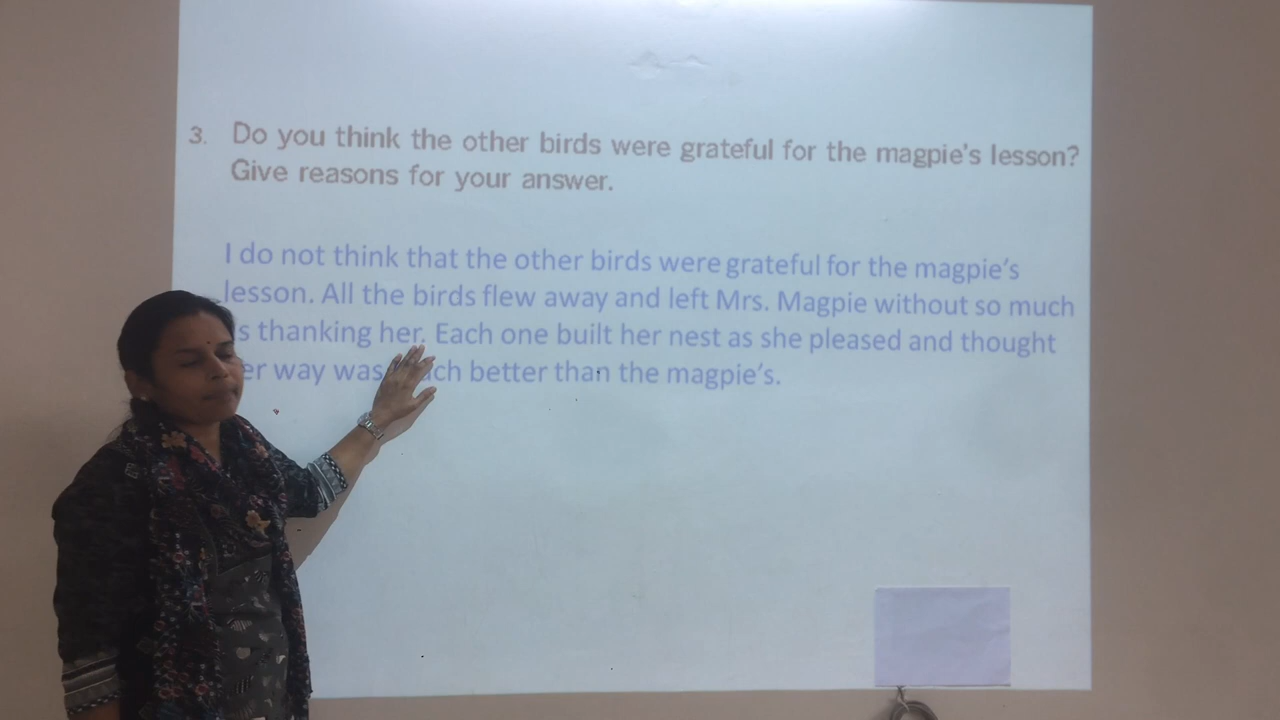 3. Do you think the other birds were grateful for the magpie's lesson?
Give reasons for your answer.
I do not think that the other birds were grateful for the magpie's
lesson. All the birds flew away and left Mrs. Magpie without so much
thanking her. Each one built her nest as she pleased and thought
way was better than the magpie's.